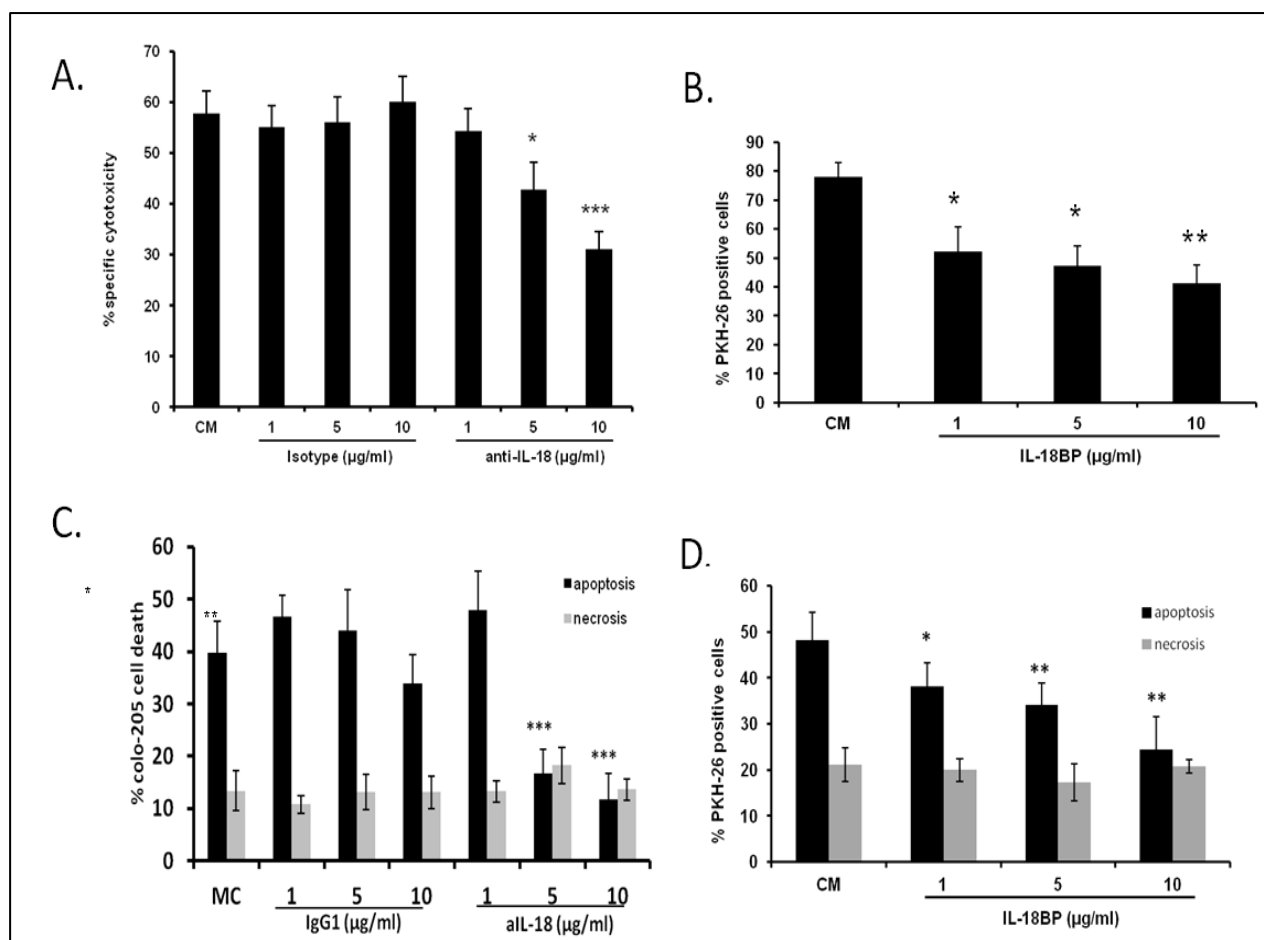 A.
% specific cytotoxicity
70
60
50
40
30
20
10
0
*
***
CM 1 5 10 1 5 10
Isotype (µg/ml) anti-IL-18 (µg/ml)
B.
% PKH-26 positive cells
90
80
70
60
50
40
30
20
10
0
* * **
CM 1 5 10
IL-18BP (µg/ml)
C.
*
% colo-205 cell death
60
50
40
30
20
10
0
apoptosis
necrosis
**
*** ***
MC 1 5 10 1 5 10
IgG1 (µg/ml) aIL-18 (µg/ml)
D.
% PKH-26 positive cells
60
50
40
30
20
10
0
apoptosis
necrosis
* ** **
CM 1 5 10
IL-18BP (µg/ml)